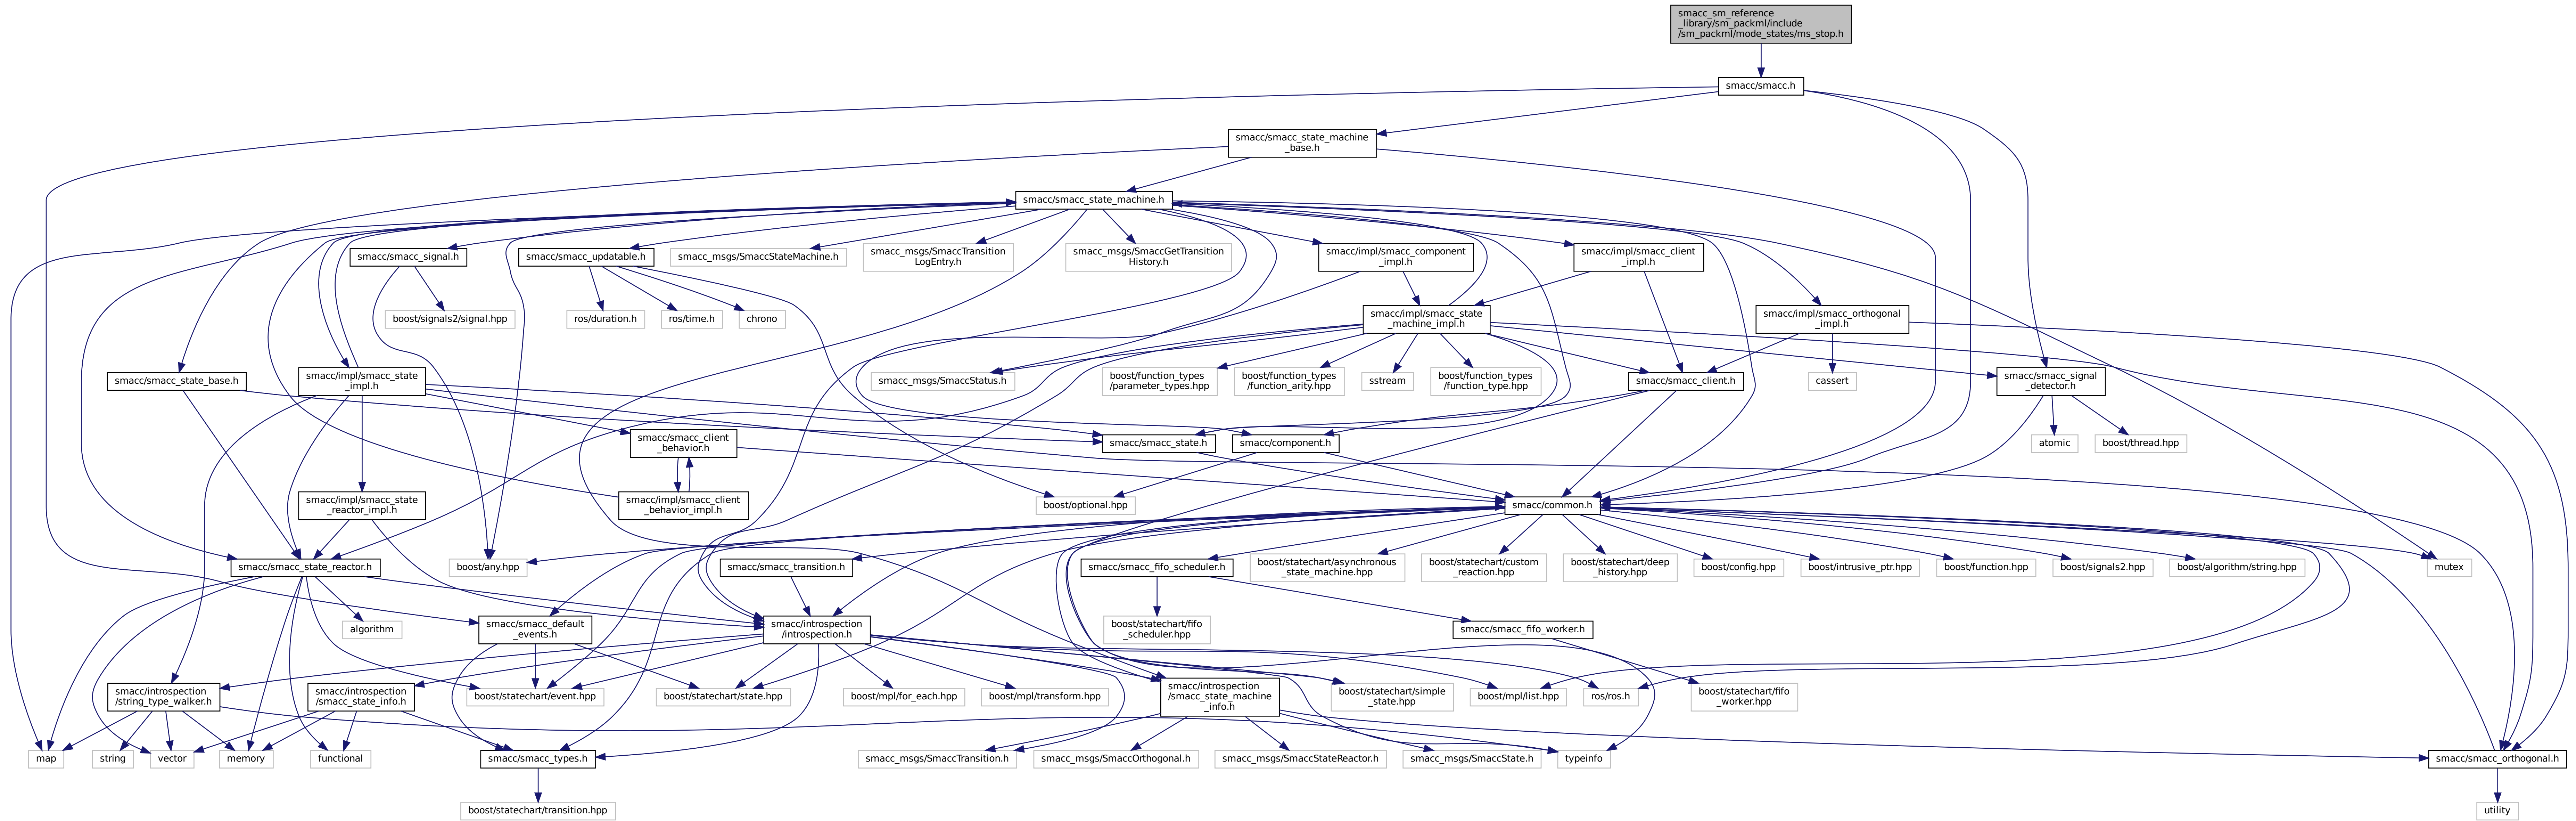 smacc_sm_reference
_library/sm_packml/include
/sm_packml/mode_states/ms_stop.h
smacc/smacc.h
smacc/smacc_state_machine
_base.h
smacc/smacc_state_machine.h
smacc/smacc_signal.h
smacc/smacc_updatable.h
smacc_msgs/SmaccStateMachine.h
smacc_msgs/SmaccTransition
LogEntry.h
smacc_msgs/SmaccGetTransition
History.h
smacc/impl/smacc_component
_impl.h
smacc/impl/smacc_client
_impl.h
boost/signals2/signal.hpp
ros/duration.h
ros/time.h
chrono
smacc/impl/smacc_state
_machine_impl.h
smacc/impl/smacc_orthogonal
_impl.h
smacc/smacc_state_base.h
smacc/impl/smacc_state
_impl.h
smacc_msgs/SmaccStatus.h
boost/function_types
/parameter_types.hpp
boost/function_types
/function_arity.hpp
sstream
boost/function_types
/function_type.hpp
smacc/smacc_client.h
cassert
smacc/smacc_signal
_detector.h
smacc/smacc_client
_behavior.h
smacc/smacc_state.h
smacc/component.h
atomic
boost/thread.hpp
smacc/impl/smacc_state
_reactor_impl.h
smacc/impl/smacc_client
_behavior_impl.h
boost/optional.hpp
smacc/common.h
smacc/smacc_state_reactor.h
boost/any.hpp
smacc/smacc_transition.h
smacc/smacc_fifo_scheduler.h
boost/statechart/asynchronous
_state_machine.hpp
boost/statechart/custom
_reaction.hpp
boost/statechart/deep
_history.hpp
boost/config.hpp
boost/intrusive_ptr.hpp
boost/function.hpp
boost/signals2.hpp
boost/algorithm/string.hpp
mutex
algorithm
smacc/smacc_default
_events.h
smacc/introspection
/introspection.h
boost/statechart/fifo
_scheduler.hpp
smacc/smacc_fifo_worker.h
smacc/introspection
/string_type_walker.h
smacc/introspection
/smacc_state_info.h
boost/statechart/event.hpp
boost/statechart/state.hpp
boost/mpl/for_each.hpp
boost/mpl/transform.hpp
smacc/introspection
/smacc_state_machine
_info.h
boost/statechart/simple
_state.hpp
boost/mpl/list.hpp
ros/ros.h
boost/statechart/fifo
_worker.hpp
map
string
vector
memory
functional
smacc/smacc_types.h
smacc_msgs/SmaccTransition.h
smacc_msgs/SmaccOrthogonal.h
smacc_msgs/SmaccStateReactor.h
smacc_msgs/SmaccState.h
typeinfo
smacc/smacc_orthogonal.h
boost/statechart/transition.hpp
utility